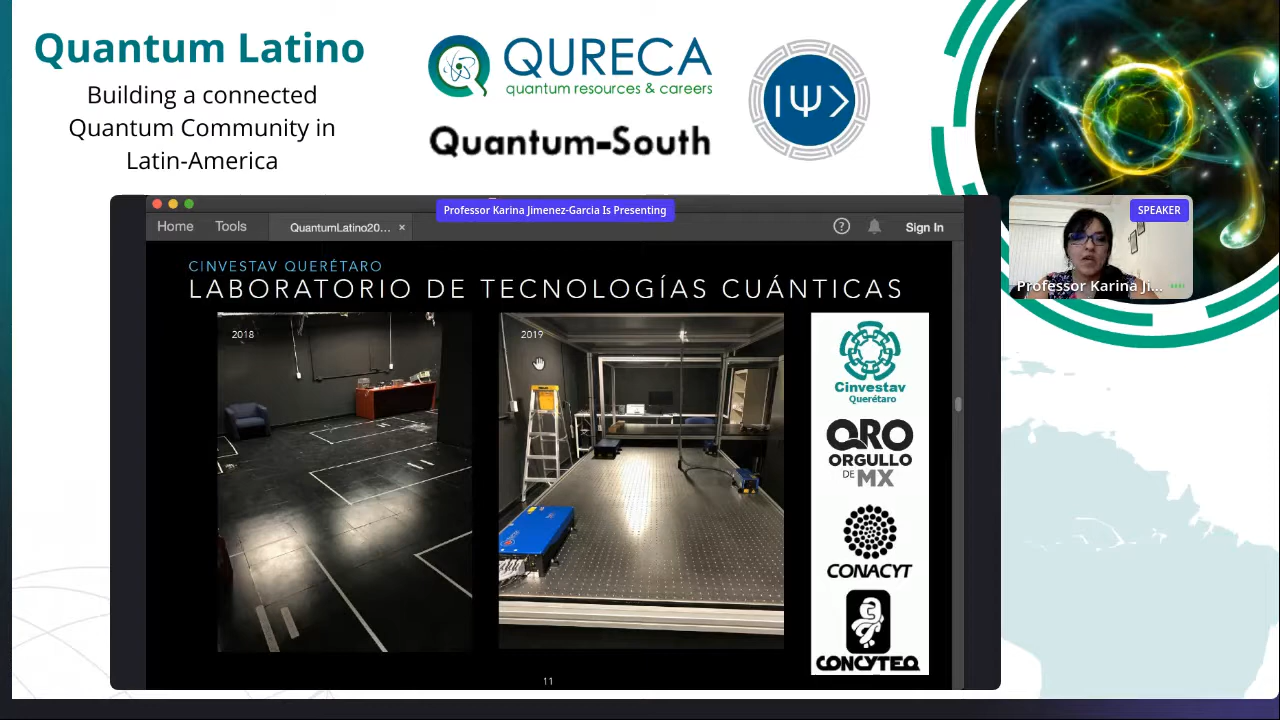 Quantum Latino
Building a connected
Quantum Community in
Latin-America
QURECA
quantum resources & careers
Quantum-South
|Ψ>
Professor Karina Jimenez-Garcia Is Presenting
Home
Tools
QuantumLatino20...
×
?
Sign In
SPEAKER
Professor Karina Ji...
CINVESTAV QUERÉTARO
LABORATORIO DE TECNOLOGÍAS CUÁNTICAS
2018
2019
Cinvestav
Querétaro
QRO
ORGULLO
DE MX
CONACYT
CONCYTEQ
11